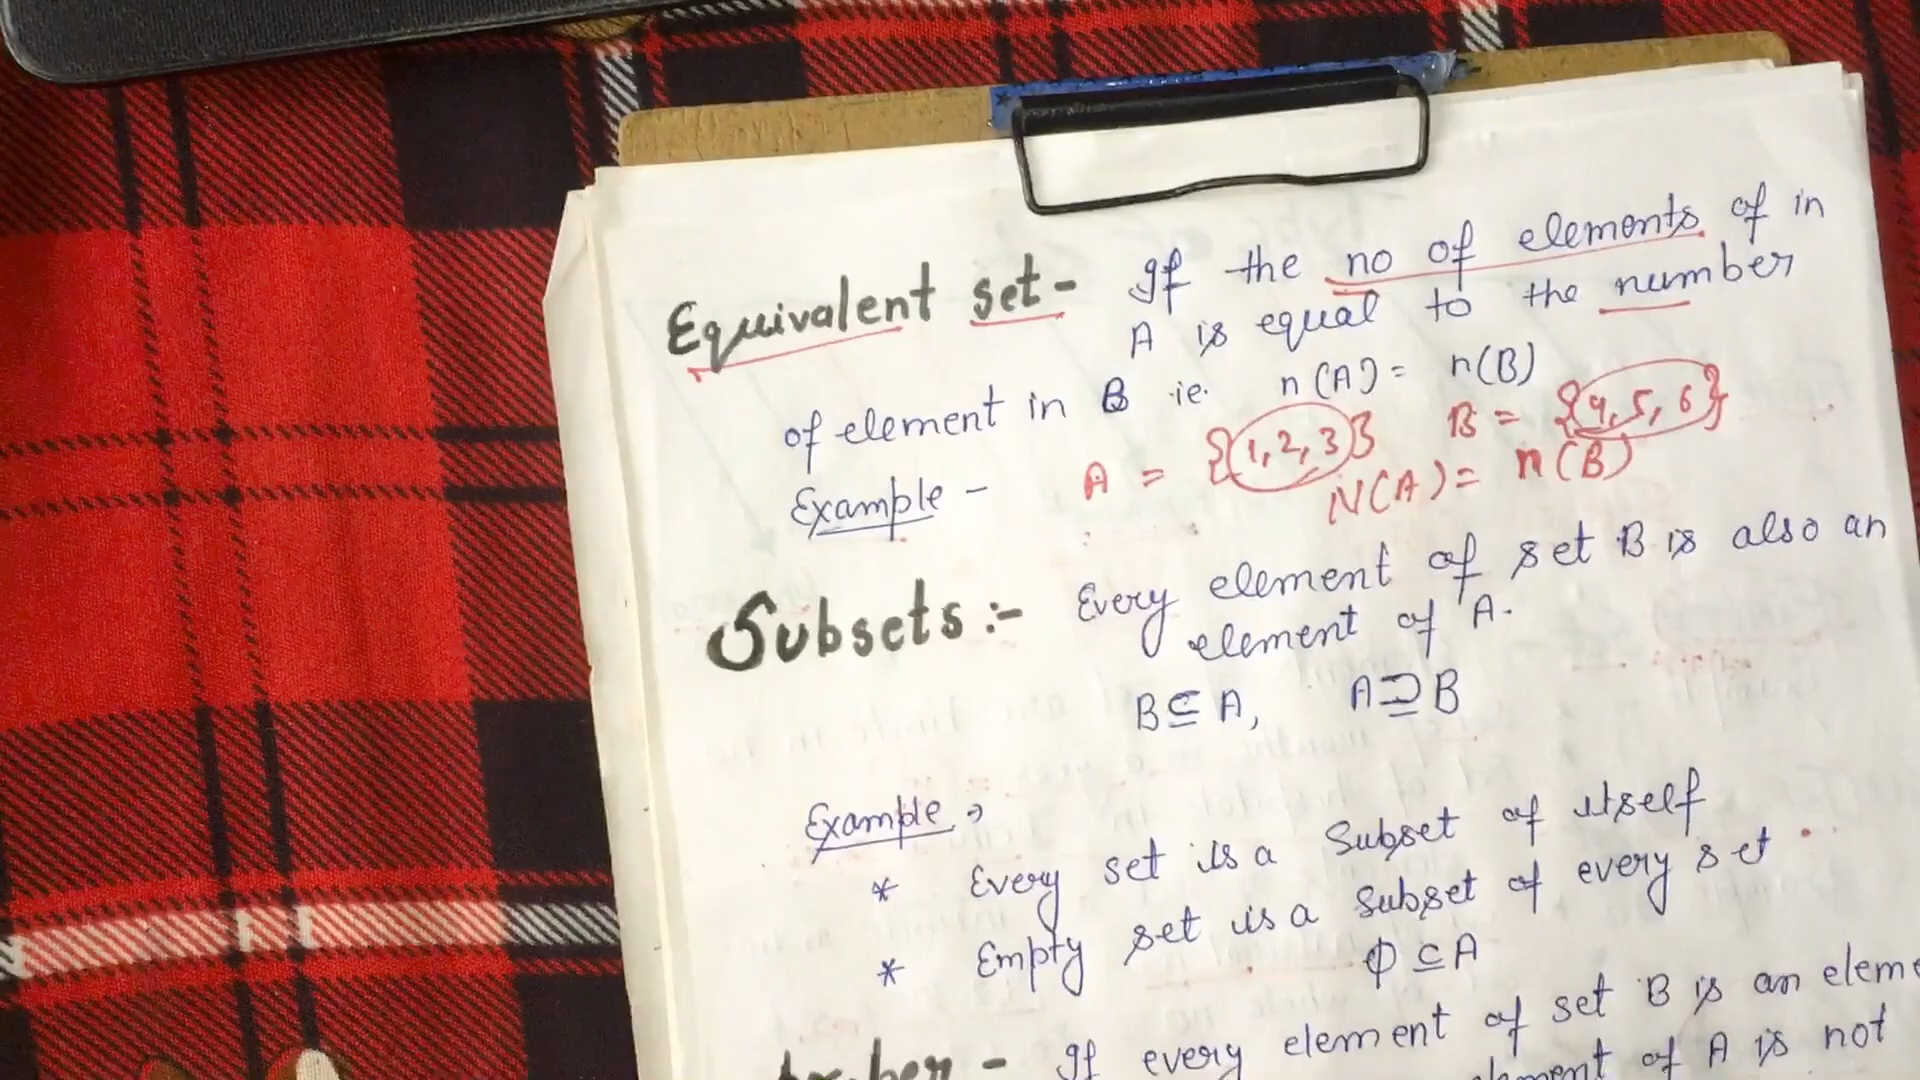 Equivalent set - If the no of elements of in
A is equal to the number
of element in B ie. n(A) = n(B)
Example - A = {1, 2, 3} B = {4, 5, 6}
N(A) = n(B)
Subsets :- Every element of set B is also an
element of A.
B ⊆ A, A ⊇ B
Example →
* Every set is a Subset of itself
* Empty set is a Subset of every set
ϕ ⊆ A
- If every element of set B is an eleme
element of A is not